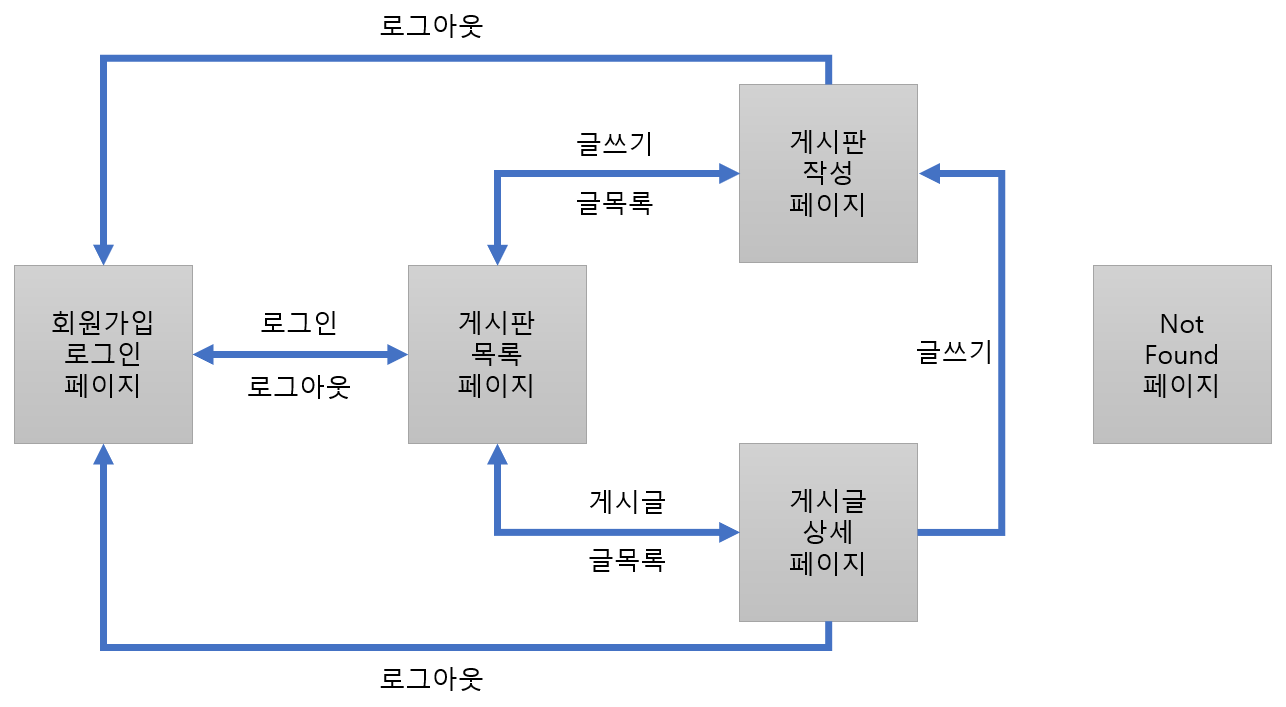 로그아웃
게시판
작성
페이지
글쓰기
글목록
회원가입
로그인
페이지
로그인
로그아웃
게시판
목록
페이지
글쓰기
Not
Found
페이지
게시글
글목록
게시글
상세
페이지
로그아웃